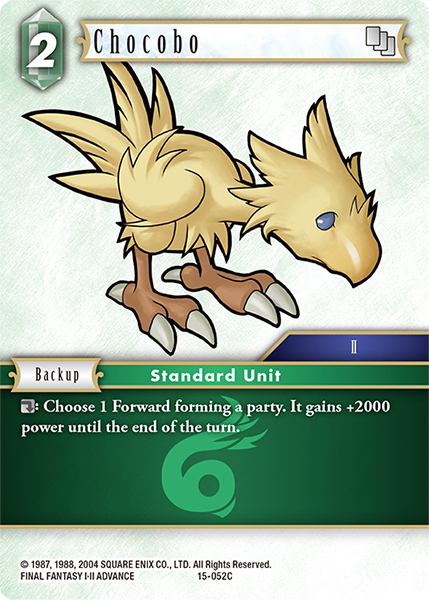 2
Chocobo
II
Backup
Standard Unit
: Choose 1 Forward forming a party. It gains +2000
power until the end of the turn.
© 1987, 1988, 2004 SQUARE ENIX CO., LTD. All Rights Reserved.
FINAL FANTASY I·II ADVANCE 15-052C